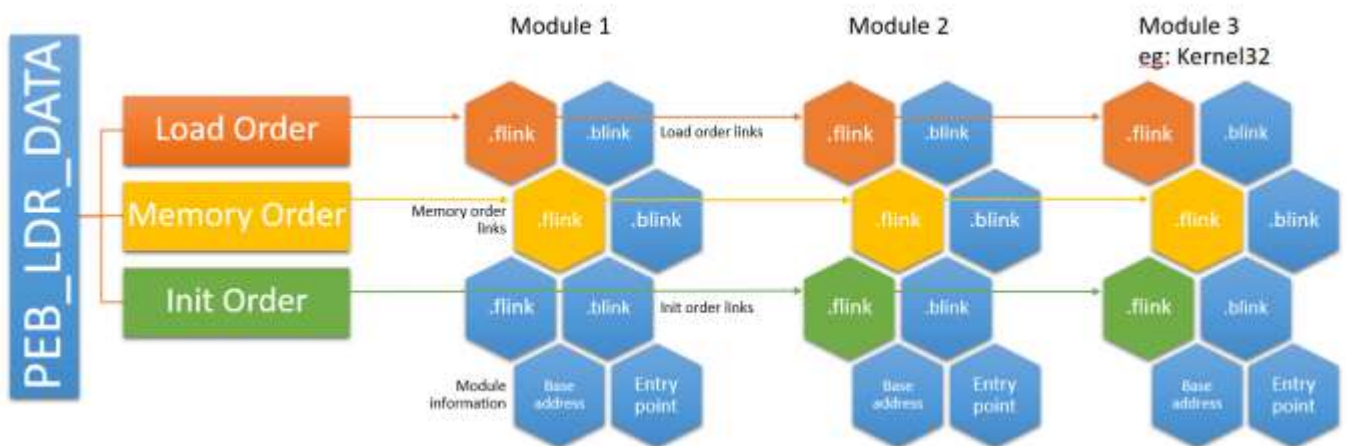 Module 1
Module 2
Module 3
eg: Kernel32
PEB_LDR_DATA
Load Order
.flink
.blink
Load order links
.flink
.blink
.flink
.blink
Memory Order
Memory order
links
.flink
.blink
.flink
.blink
.flink
.blink
Init Order
.flink
.blink
Init order links
.flink
.blink
.flink
.blink
Module
information
Base
address
Entry
point
Base
address
Entry
point
Base
address
Entry
point